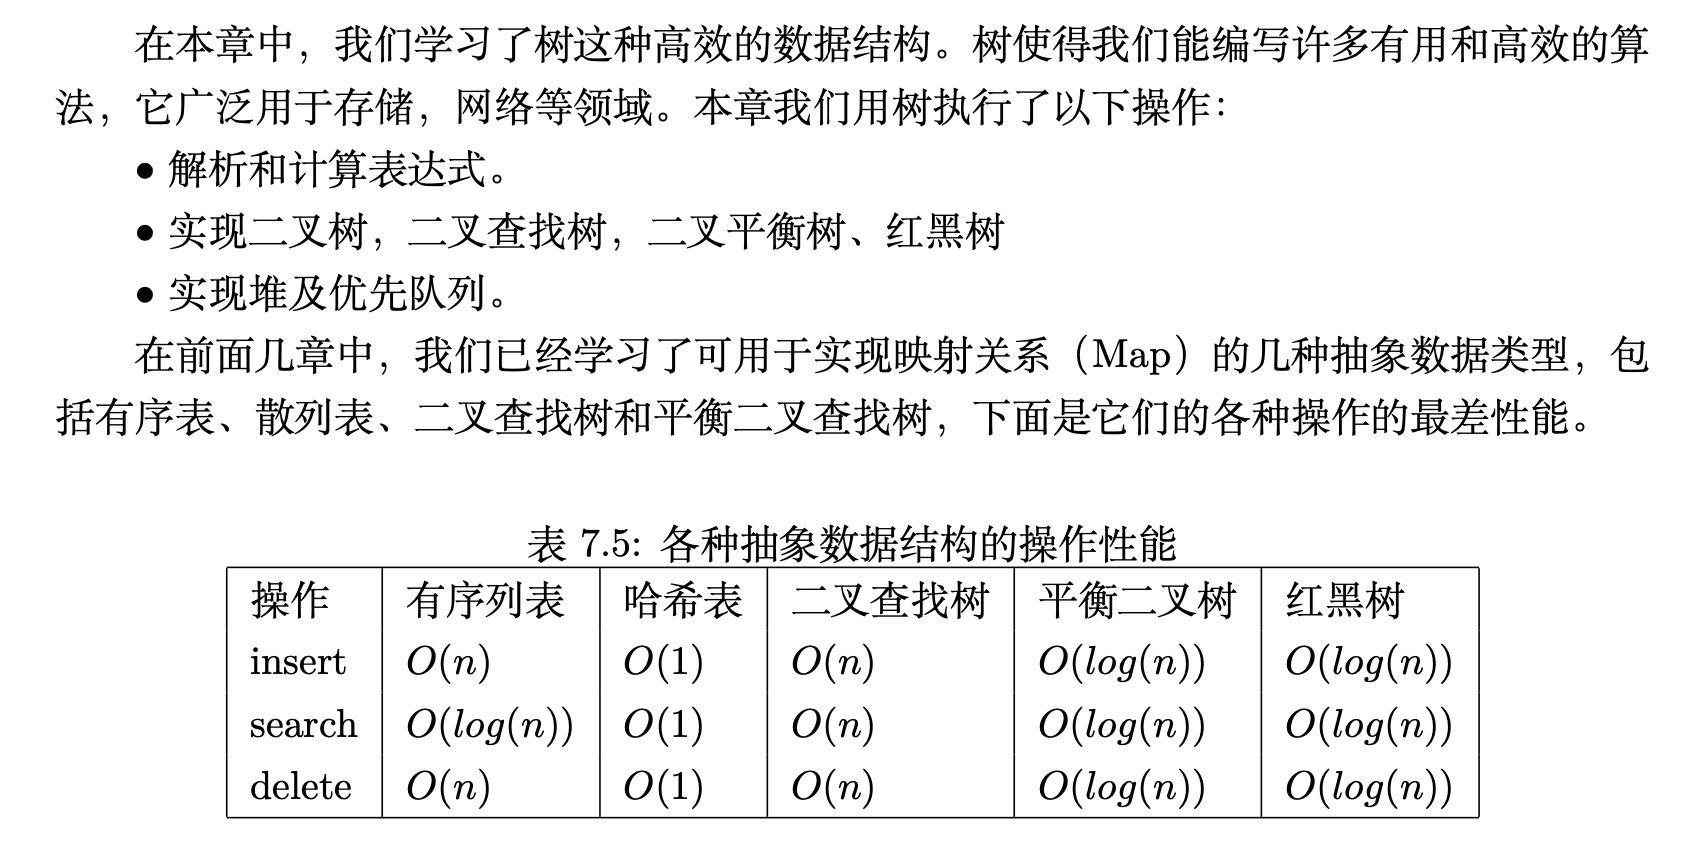 在本章中，我们学习了树这种高效的数据结构。树使得我们能编写许多有用和高效的算
法，它广泛用于存储，网络等领域。本章我们用树执行了以下操作：
• 解析和计算表达式。
• 实现二叉树，二叉查找树，二叉平衡树、红黑树
• 实现堆及优先队列。
在前面几章中，我们已经学习了可用于实现映射关系（Map）的几种抽象数据类型，包
括有序表、散列表、二叉查找树和平衡二叉查找树，下面是它们的各种操作的最差性能。
表 7.5: 各种抽象数据结构的操作性能
操作 有序列表 哈希表 二叉查找树 平衡二叉树 红黑树
insert O(n) O(1) O(n) O(log(n)) O(log(n))
search O(log(n)) O(1) O(n) O(log(n)) O(log(n))
delete O(n) O(1) O(n) O(log(n)) O(log(n))